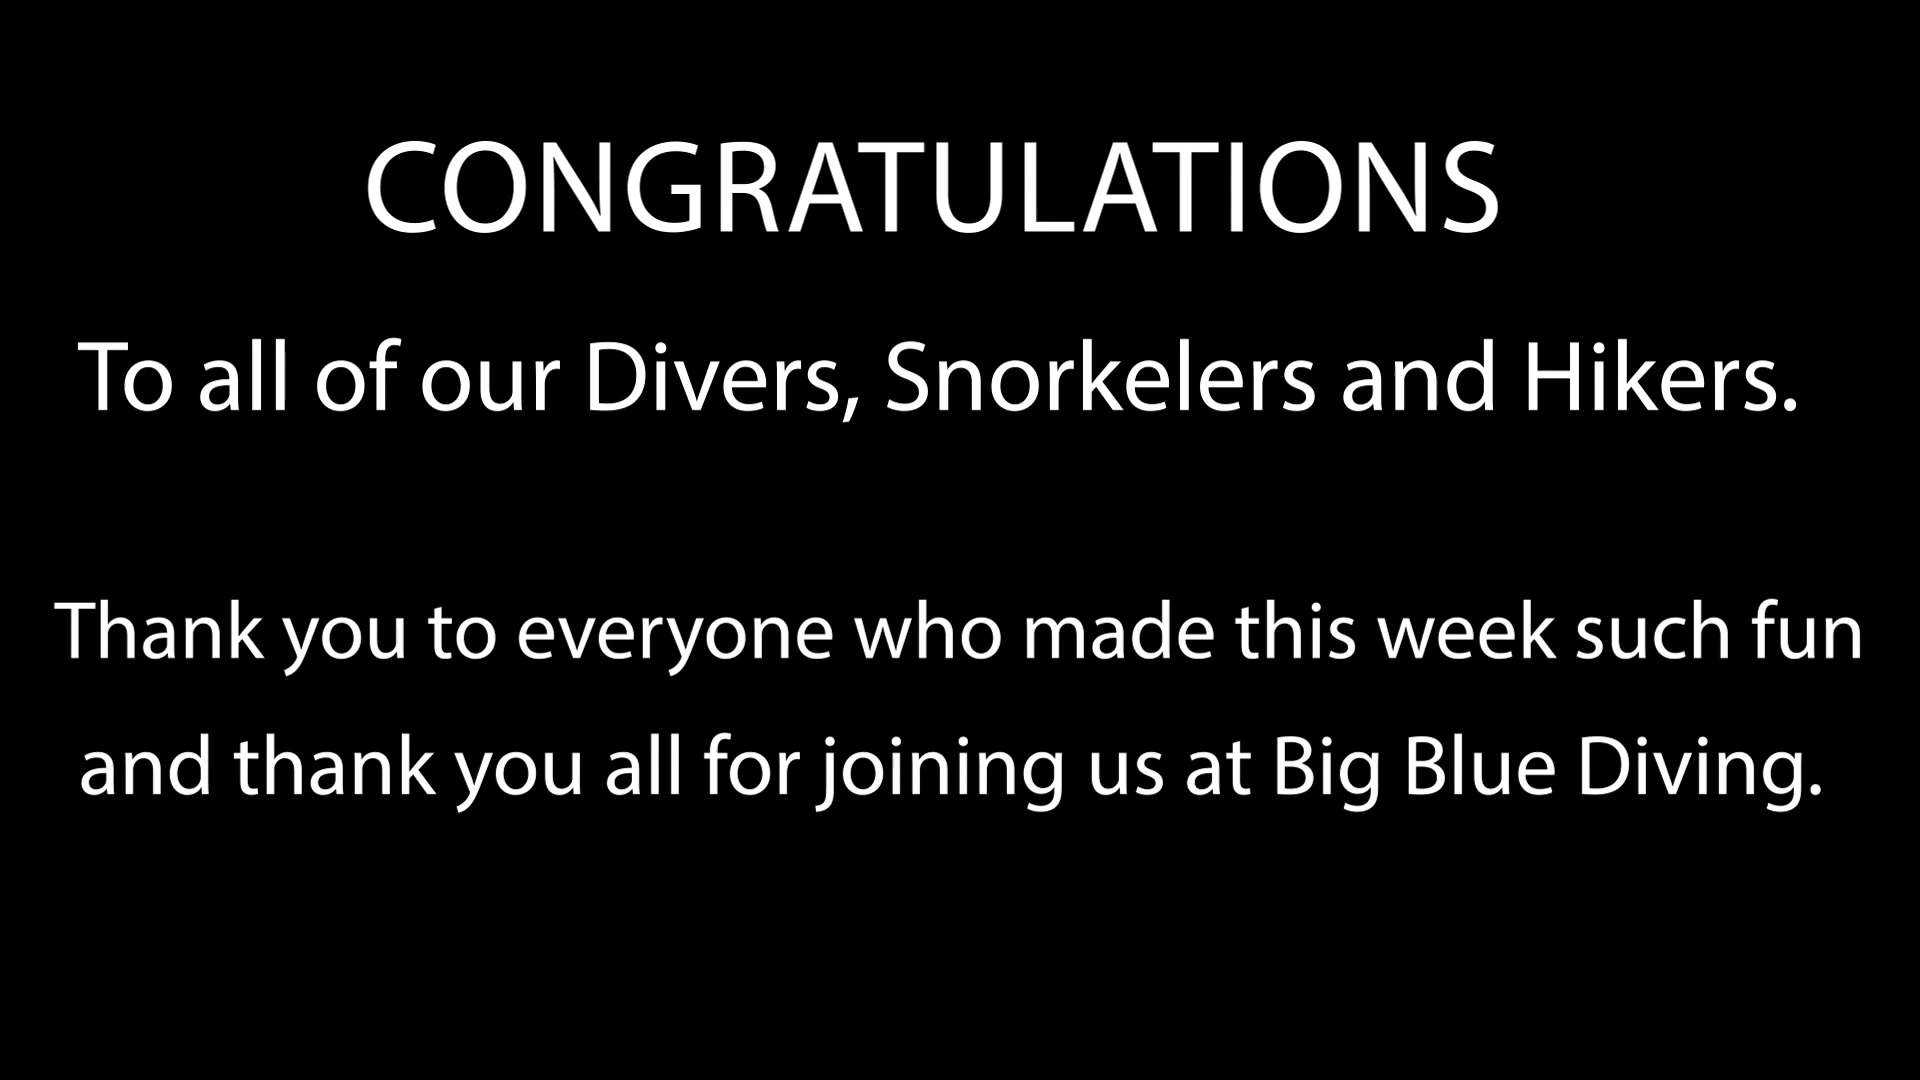 CONGRATULATIONS
To all of our Divers, Snorkelers and Hikers.
Thank you to everyone who made this week such fun
and thank you all for joining us at Big Blue Diving.